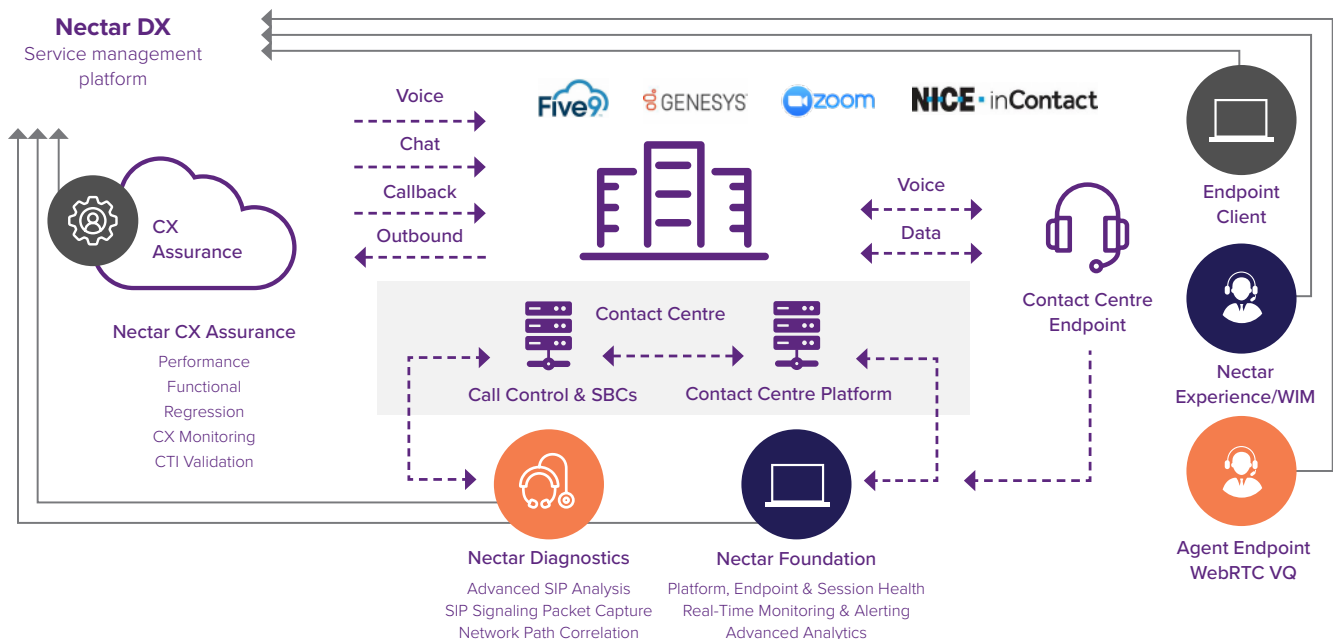 Nectar DX
Service management
platform
Voice
Chat
Callback
Outbound
Five9
GENESYS
zoom
NICE inContact
Voice
Data
CX
Assurance
Nectar CX Assurance
Performance
Functional
Regression
CX Monitoring
CTI Validation
Contact Centre
Call Control & SBCs
Contact Centre Platform
Contact Centre
Endpoint
Endpoint
Client
Nectar
Experience/WIM
Agent Endpoint
WebRTC VQ
Nectar Diagnostics
Advanced SIP Analysis
SIP Signaling Packet Capture
Network Path Correlation
Nectar Foundation
Platform, Endpoint & Session Health
Real-Time Monitoring & Alerting
Advanced Analytics